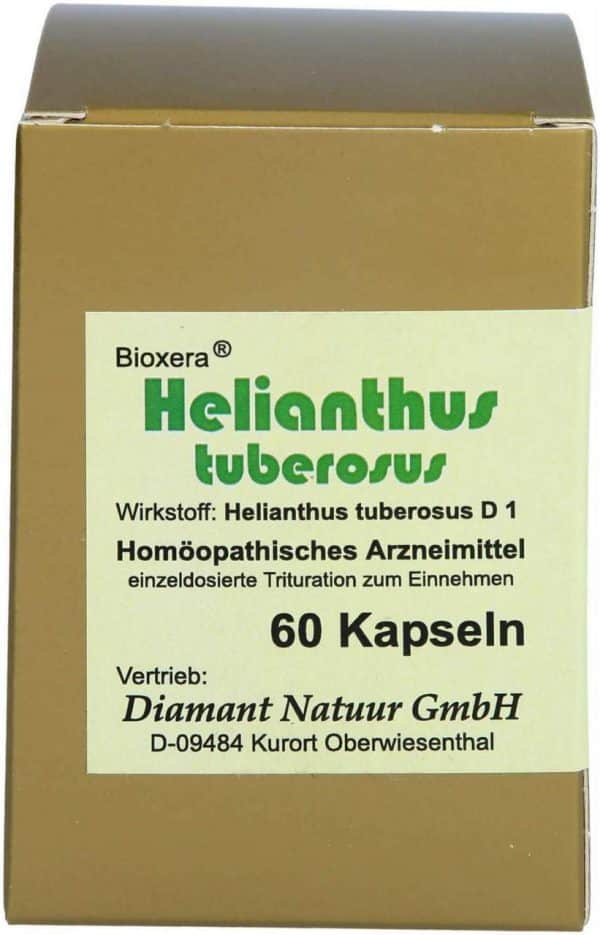 Bioxera®
Helianthus
tuberosus
Wirkstoff: Helianthus tuberosus D 1
Homöopathisches Arzneimittel
einzeldosierte Trituration zum Einnehmen
60 Kapseln
Vertrieb:
Diamant Natuur GmbH
D-09484 Kurort Oberwiesenthal